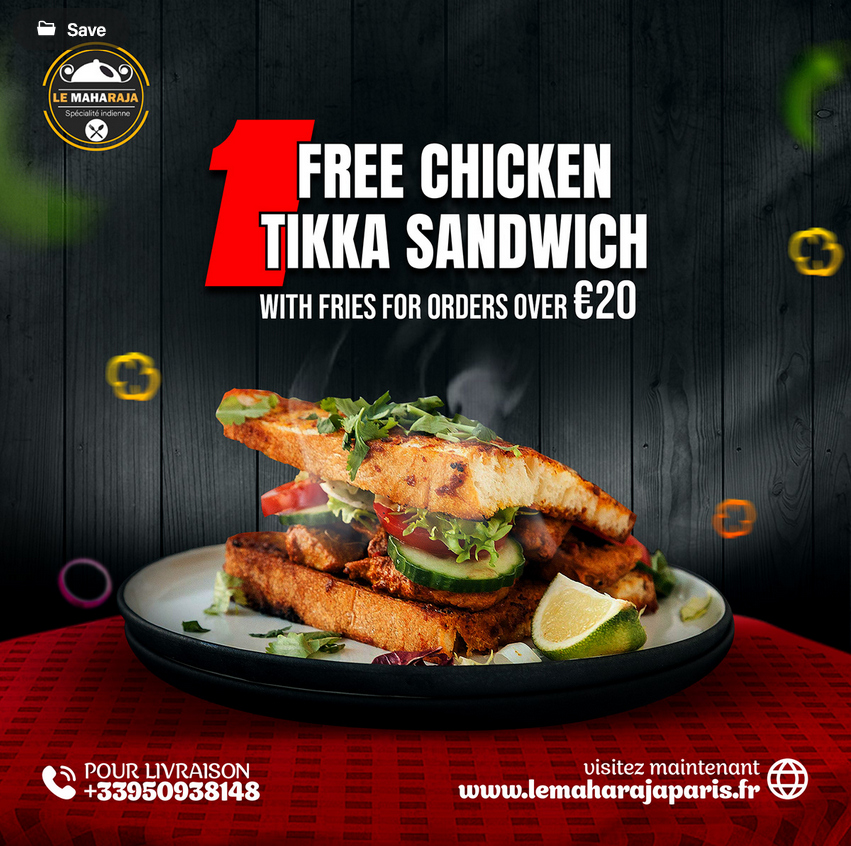 Save
LE MAHARAJA
Spécialité indienne
1
FREE CHICKEN
TIKKA SANDWICH
WITH FRIES FOR ORDERS OVER €20
POUR LIVRAISON
+33950938148
visitez maintenant
www.lemaharajaparis.fr